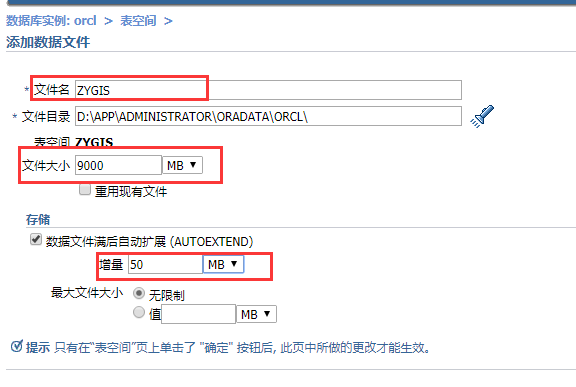 数据库实例: orcl > 表空间 >
添加数据文件
* 文件名 ZYGIS
* 文件目录 D:\APP\ADMINISTRATOR\ORADATA\ORCL\
表空间 ZYGIS
文件大小 9000 MB
重用现有文件
存储
数据文件满后自动扩展 (AUTOEXTEND)
增量 50 MB
最大文件大小 无限制
值 MB
提示 只有在“表空间”页上单击了 "确定" 按钮后, 此页中所做的更改才能生效。